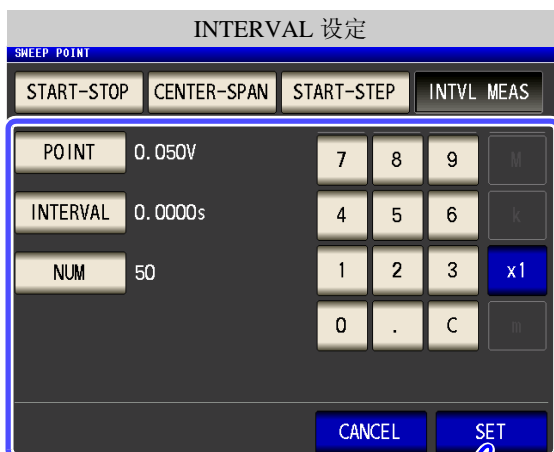 INTERVAL 设定
SWEEP POINT
START-STOP CENTER-SPAN START-STEP INTVL MEAS
POINT 0.050V 7 8 9 M
INTERVAL 0.0000s 4 5 6 k
NUM 50 1 2 3 x1
0 . C m
CANCEL SET